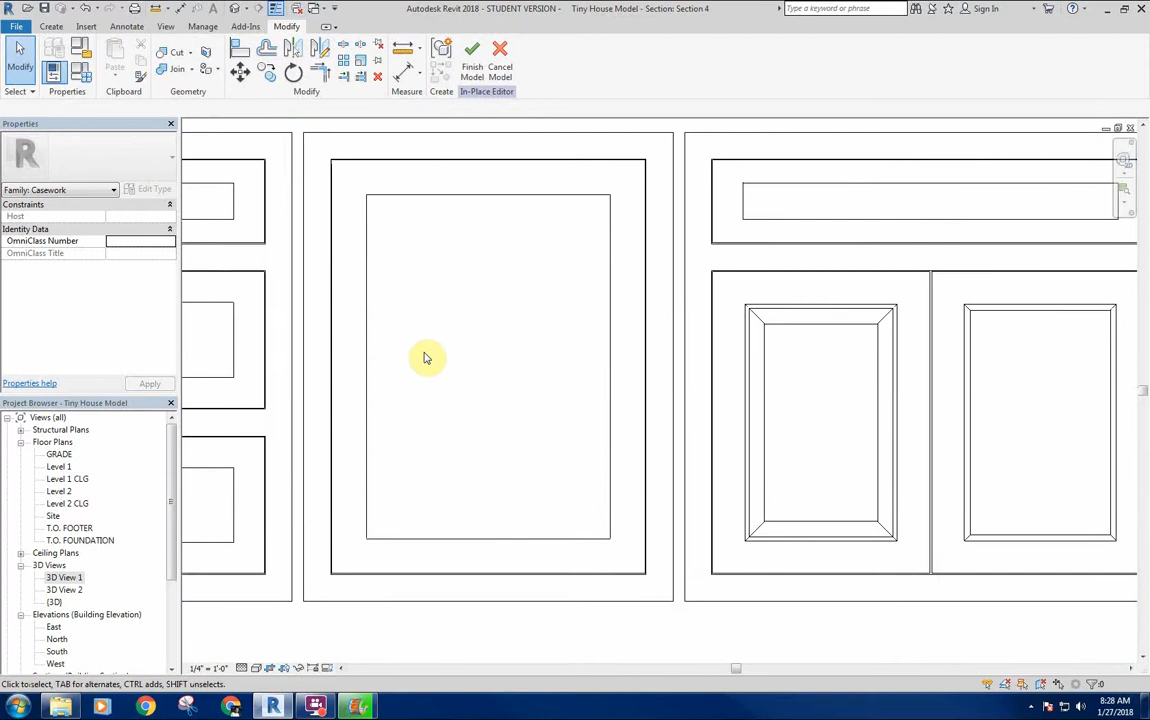 Autodesk Revit 2018 - STUDENT VERSION - Tiny House Model - Section: Section 4
Type a keyword or phrase
Sign In
File Create Insert Annotate View Manage Add-Ins Modify
Modify
Paste
Cut
Join
Finish Model
Cancel Model
Select Properties Clipboard Geometry Modify Measure Create In-Place Editor
Properties
Family: Casework
Edit Type
Constraints
Host
Identity Data
OmniClass Number
OmniClass Title
Properties help
Apply
Project Browser - Tiny House Model
Views (all)
Structural Plans
Floor Plans
GRADE
Level 1
Level 1 CLG
Level 2
Level 2 CLG
Site
T.O. FOOTER
T.O. FOUNDATION
Ceiling Plans
3D Views
3D View 1
3D View 2
{3D}
Elevations (Building Elevation)
East
North
South
West
1/4" = 1'-0"
Click to select, TAB for alternates, CTRL adds, SHIFT unselects.
:0
8:28 AM
1/27/2018